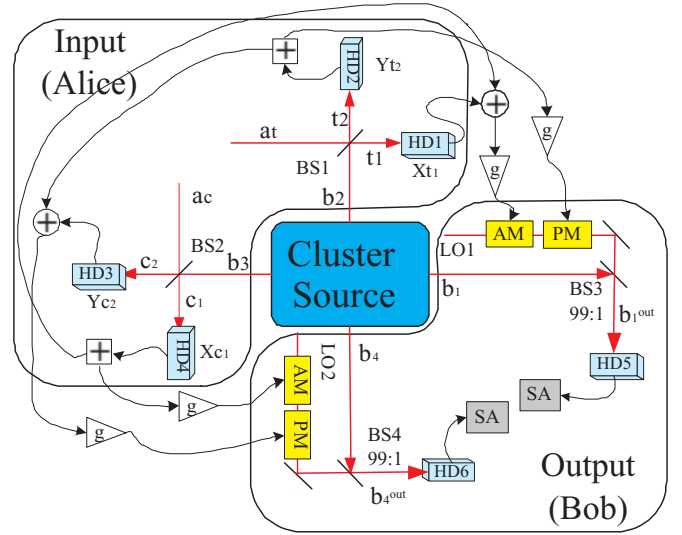 Input
(Alice)
HD2
Yt2
t2
at
t1
HD1
Xt1
BS1
b2
g
g
ac
BS2
c2
HD3
Yc2
b3
c1
Xc1
HD4
g
g
Cluster
Source
LO1
AM
PM
b1
BS3
99:1
b1out
HD5
SA
SA
LO2
AM
PM
b4
BS4
99:1
HD6
b4out
Output
(Bob)